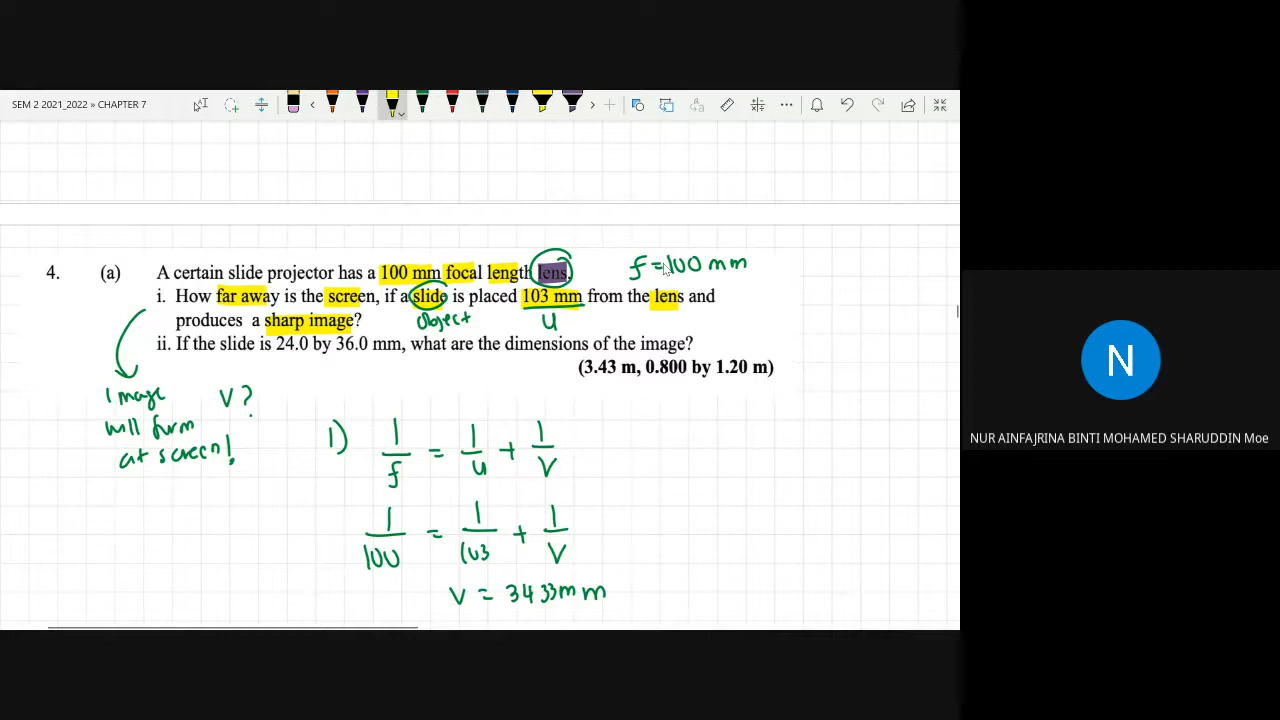 SEM 2 2021_2022 » CHAPTER 7
4. (a) A certain slide projector has a 100 mm focal length lens.
f = 100 mm
i. How far away is the screen, if a slide is placed 103 mm from the lens and
produces a sharp image?
object
u
ii. If the slide is 24.0 by 36.0 mm, what are the dimensions of the image?
(3.43 m, 0.800 by 1.20 m)
Image
will form
at screen!
V?
1) 1/f = 1/u + 1/V
1/100 = 1/103 + 1/V
V = 3433mm
N
NUR AINFAJRINA BINTI MOHAMED SHARUDDIN Moe